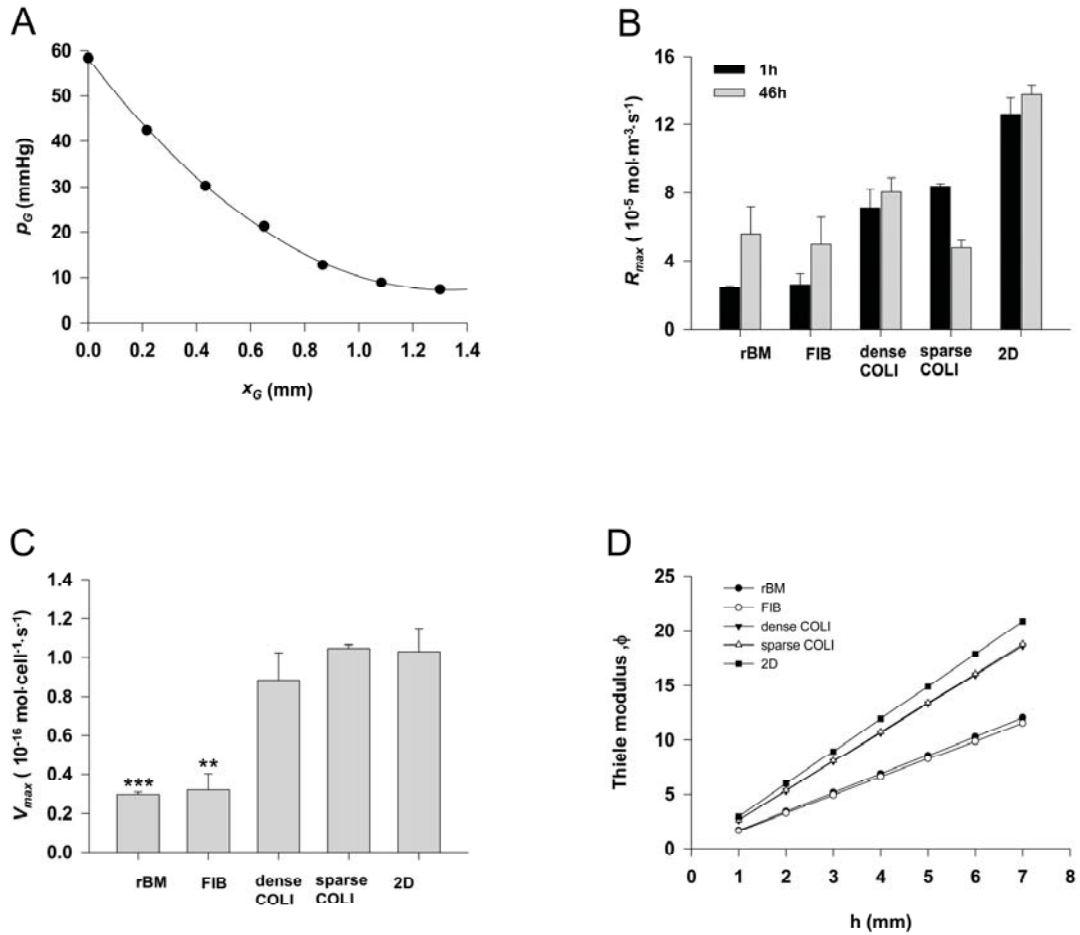 A
60
50
40
30
20
10
0
p_G (mmHg)
0.0 0.2 0.4 0.6 0.8 1.0 1.2 1.4
x_G (mm)
B
16
12
8
4
0
R_max ( 10⁻⁵ mol·m⁻³·s⁻¹)
1h
46h
rBM FIB dense COLI sparse COLI 2D
C
1.4
1.2
1.0
0.8
0.6
0.4
0.2
0.0
V_max ( 10⁻¹⁶ mol·cell⁻¹·s⁻¹)
*** **
rBM FIB dense COLI sparse COLI 2D
D
25
20
15
10
5
0
Thiele modulus ,ϕ
rBM
FIB
dense COLI
sparse COLI
2D
1 2 3 4 5 6 7 8
h (mm)